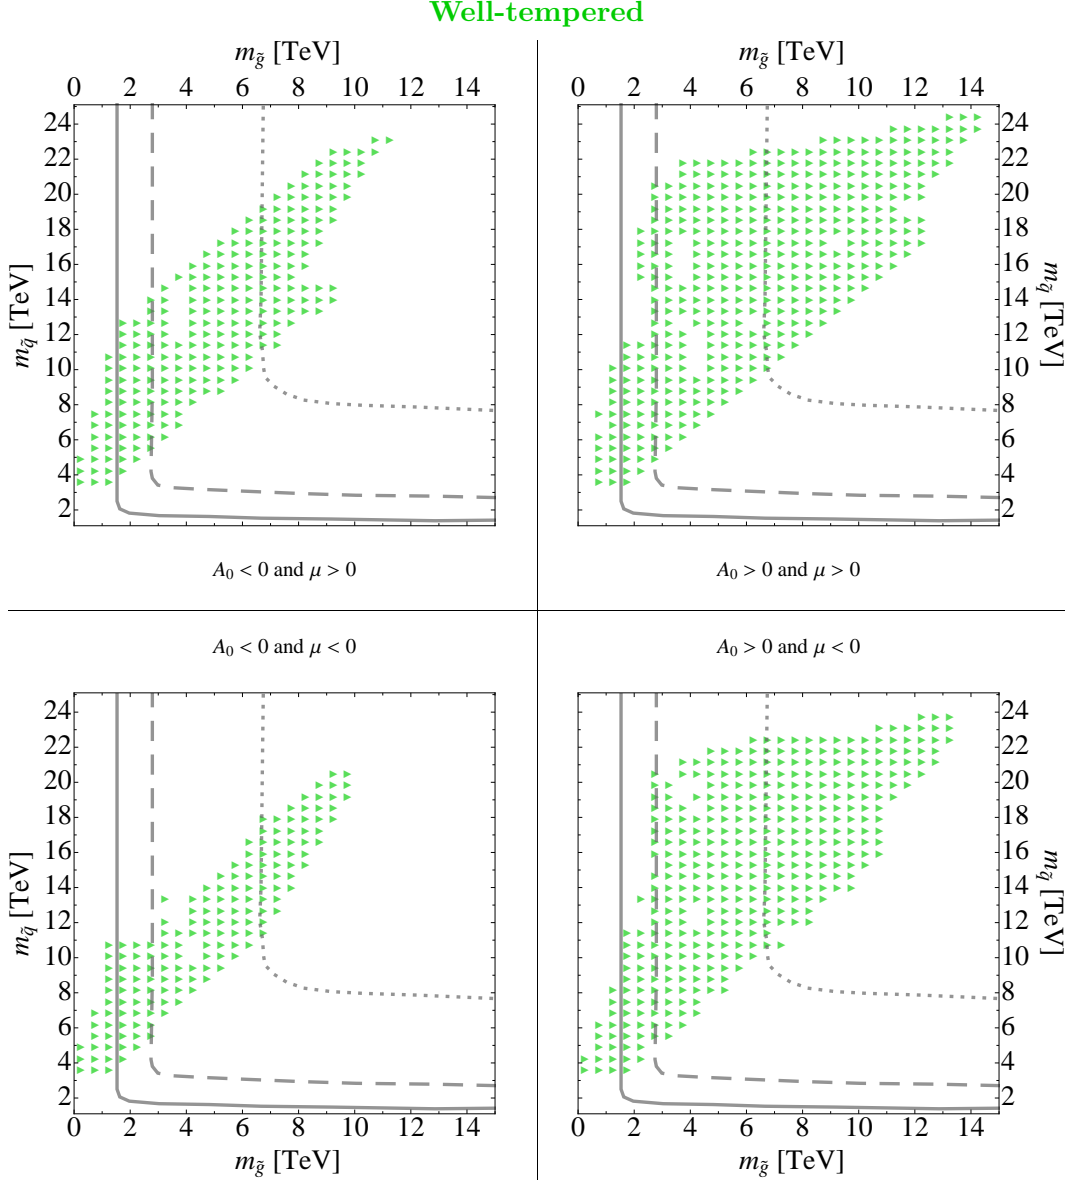 Well-tempered
m_g̃ [TeV]
0 2 4 6 8 10 12 14
m_g̃ [TeV]
0 2 4 6 8 10 12 14
m_q̃ [TeV]
24
22
20
18
16
14
12
10
8
6
4
2
24
22
20
18
16
14
12
10
8
6
4
2
m_q̃ [TeV]
A₀ < 0 and μ > 0
A₀ > 0 and μ > 0
A₀ < 0 and μ < 0
A₀ > 0 and μ < 0
m_q̃ [TeV]
24
22
20
18
16
14
12
10
8
6
4
2
24
22
20
18
16
14
12
10
8
6
4
2
m_q̃ [TeV]
0 2 4 6 8 10 12 14
m_g̃ [TeV]
0 2 4 6 8 10 12 14
m_g̃ [TeV]